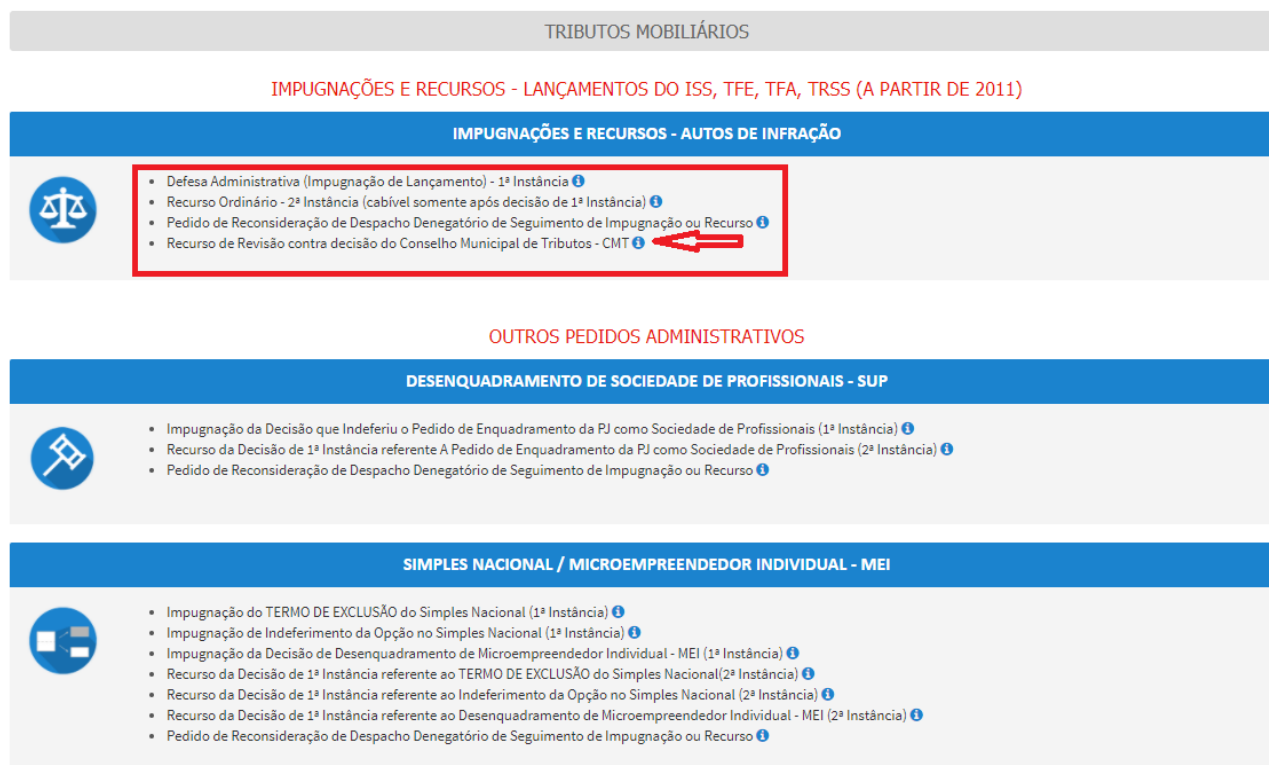 TRIBUTOS MOBILIÁRIOS
IMPUGNAÇÕES E RECURSOS - LANÇAMENTOS DO ISS, TFE, TFA, TRSS (A PARTIR DE 2011)
IMPUGNAÇÕES E RECURSOS - AUTOS DE INFRAÇÃO
Defesa Administrativa (Impugnação de Lançamento) - 1ª Instância
Recurso Ordinário - 2ª Instância (cabível somente após decisão de 1ª Instância)
Pedido de Reconsideração de Despacho Denegatório de Seguimento de Impugnação ou Recurso
Recurso de Revisão contra decisão do Conselho Municipal de Tributos - CMT
OUTROS PEDIDOS ADMINISTRATIVOS
DESENQUADRAMENTO DE SOCIEDADE DE PROFISSIONAIS - SUP
Impugnação da Decisão que Indeferiu o Pedido de Enquadramento da PJ como Sociedade de Profissionais (1ª Instância)
Recurso da Decisão de 1ª Instância referente A Pedido de Enquadramento da PJ como Sociedade de Profissionais (2ª Instância)
Pedido de Reconsideração de Despacho Denegatório de Seguimento de Impugnação ou Recurso
SIMPLES NACIONAL / MICROEMPREENDEDOR INDIVIDUAL - MEI
Impugnação do TERMO DE EXCLUSÃO do Simples Nacional (1ª Instância)
Impugnação de Indeferimento da Opção no Simples Nacional (1ª Instância)
Impugnação da Decisão de Desenquadramento de Microempreendedor Individual - MEI (1ª Instância)
Recurso da Decisão de 1ª Instância referente ao TERMO DE EXCLUSÃO do Simples Nacional(2ª Instância)
Recurso da Decisão de 1ª Instância referente ao Indeferimento da Opção no Simples Nacional (2ª Instância)
Recurso da Decisão de 1ª Instância referente ao Desenquadramento de Microempreendedor Individual - MEI (2ª Instância)
Pedido de Reconsideração de Despacho Denegatório de Seguimento de Impugnação ou Recurso